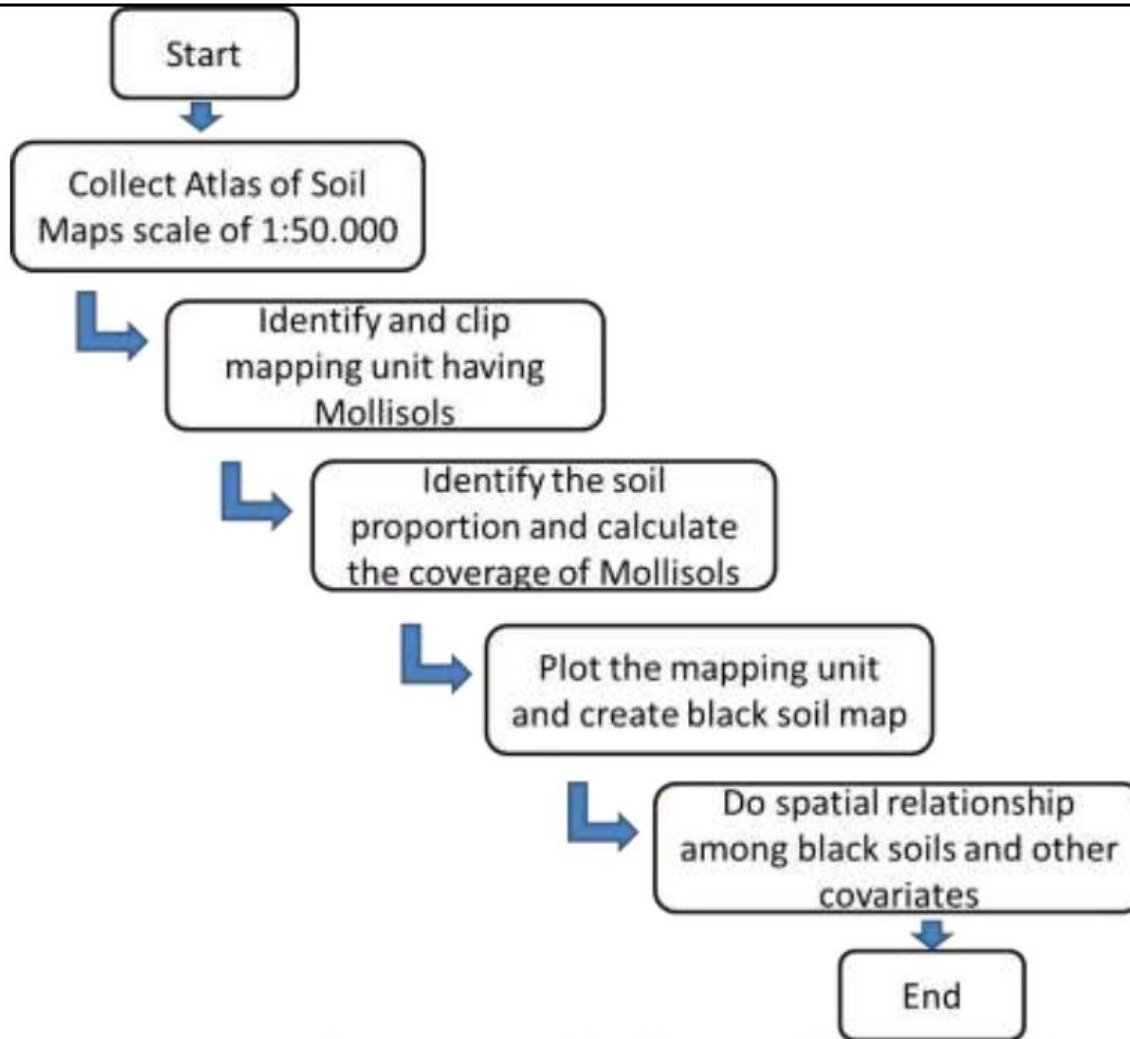 Start
Collect Atlas of Soil
Maps scale of 1:50.000
Identify and clip
mapping unit having
Mollisols
Identify the soil
proportion and calculate
the coverage of Mollisols
Plot the mapping unit
and create black soil map
Do spatial relationship
among black soils and other
covariates
End